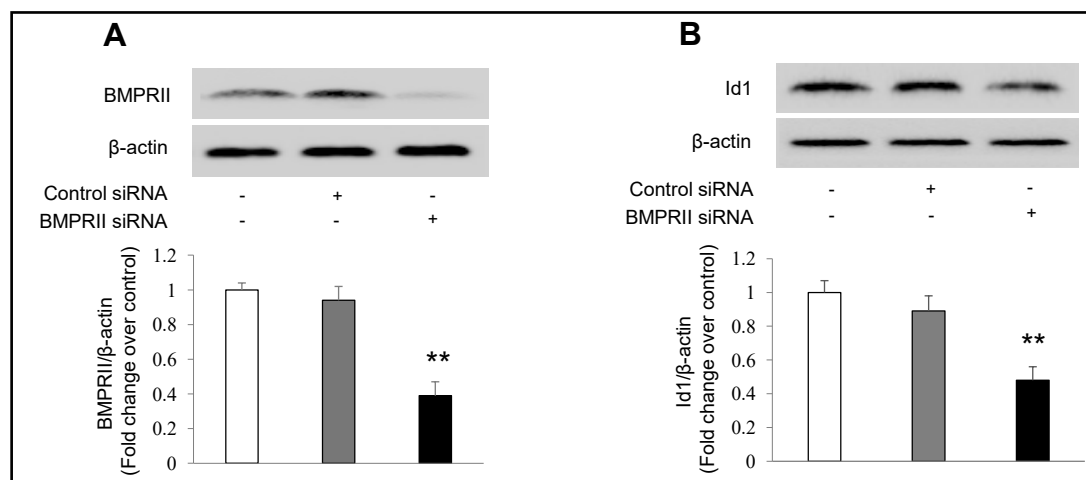 A
BMPRII
β-actin
Control siRNA - + -
BMPRII siRNA - - +
BMPRII/β-actin
(Fold change over control)
1.2
1
0.8
0.6
0.4
0.2
0
**
B
Id1
β-actin
Control siRNA - + -
BMPRII siRNA - - +
Id1/β-actin
(Fold change over control)
1.2
1
0.8
0.6
0.4
0.2
0
**